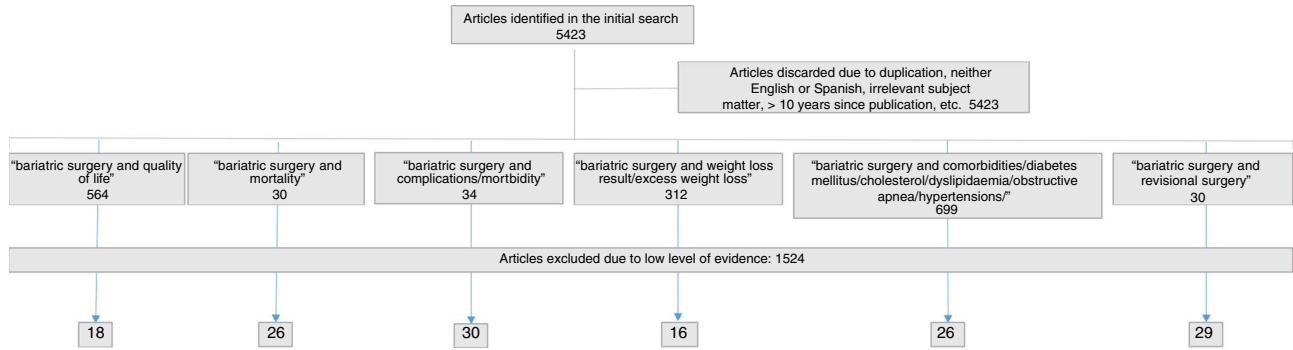 Articles identified in the initial search
5423
Articles discarded due to duplication, neither
English or Spanish, irrelevant subject
matter, > 10 years since publication, etc. 5423
“bariatric surgery and quality
of life”
564
“bariatric surgery and
mortality”
30
“bariatric surgery and
complications/mortbidity”
34
“bariatric surgery and weight loss
result/excess weight loss”
312
“bariatric surgery and comorbidities/diabetes
mellitus/cholesterol/dyslipidaemia/obstructive
apnea/hypertensions/”
699
“bariatric surgery and
revisional surgery”
30
Articles excluded due to low level of evidence: 1524
18
26
30
16
26
29